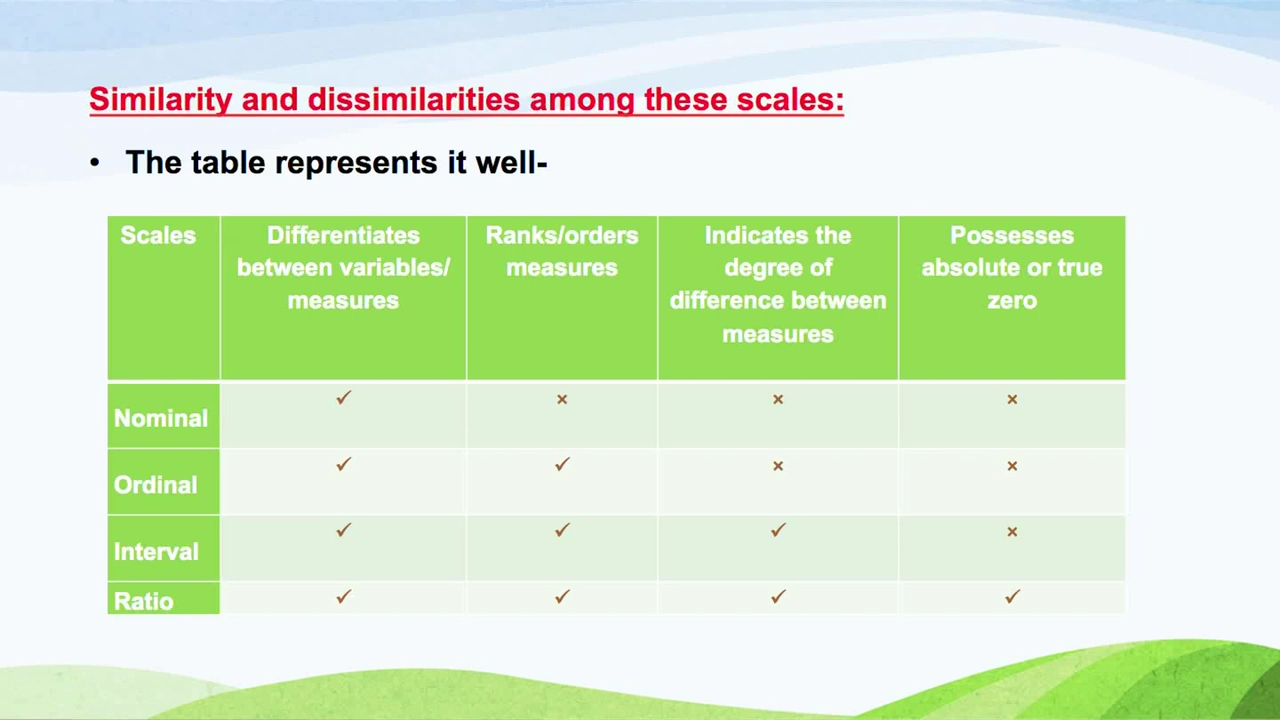 Similarity and dissimilarities among these scales:
• The table represents it well-
Scales
Differentiates
between variables/
measures
Ranks/orders
measures
Indicates the
degree of
difference between
measures
Possesses
absolute or true
zero
Nominal ✓ × × ×
Ordinal ✓ ✓ × ×
Interval ✓ ✓ ✓ ×
Ratio ✓ ✓ ✓ ✓